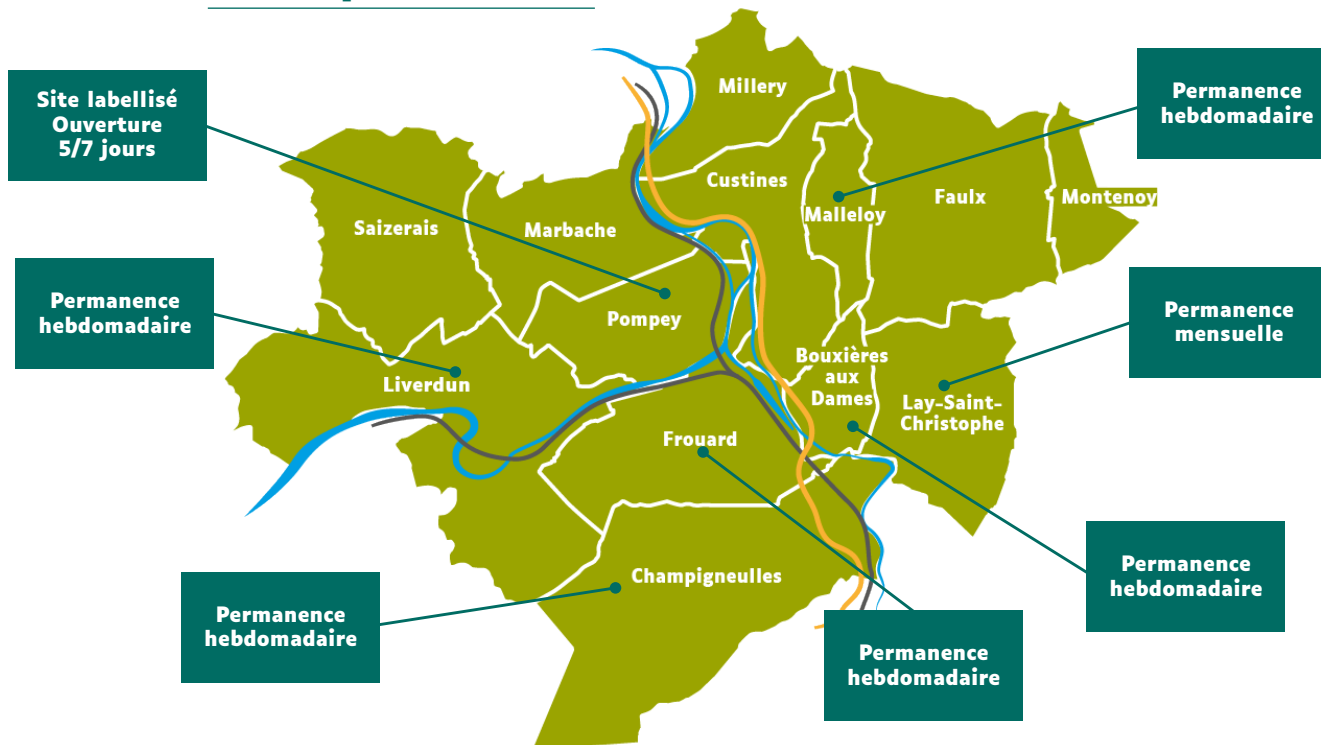 Millery
Site labellisé
Ouverture
5/7 jours
Permanence
hebdomadaire
Custines
Malleloy
Faulx
Montenoy
Saizerais
Marbache
Permanence
hebdomadaire
Pompey
Permanence
mensuelle
Liverdun
Bouxières
aux
Dames
Lay-Saint-
Christophe
Frouard
Champigneulles
Permanence
hebdomadaire
Permanence
hebdomadaire
Permanence
hebdomadaire